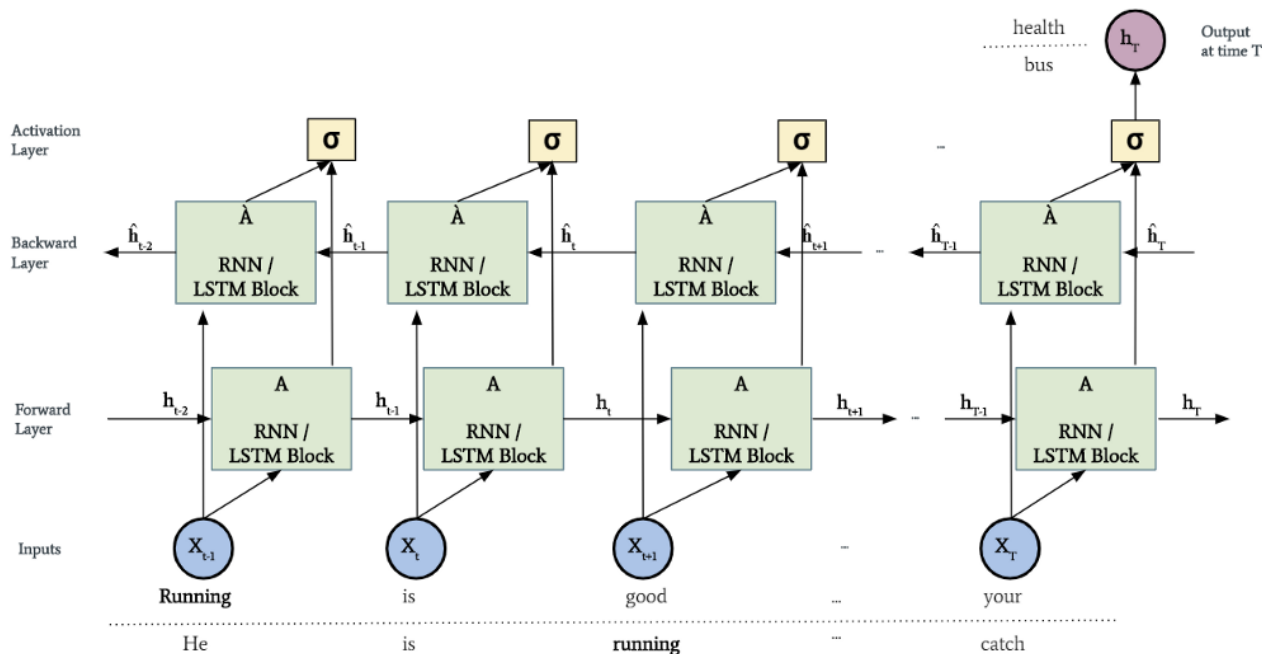 health
h_T
Output
at time T
bus
Activation
Layer
σ σ σ ... σ
À À À À
Backward
Layer
ĥ_t-2 ĥ_t-1 ĥ_t ĥ_t+1 ... ĥ_T-1 ĥ_T
RNN / RNN / RNN / RNN /
LSTM Block LSTM Block LSTM Block LSTM Block
A A A A
Forward
Layer
h_t-2 h_t-1 h_t h_t+1 ... h_T-1 h_T
RNN / RNN / RNN / RNN /
LSTM Block LSTM Block LSTM Block LSTM Block
Inputs
X_t-1 X_t X_t+1 ... X_T
Running is good ... your
He is running ... catch